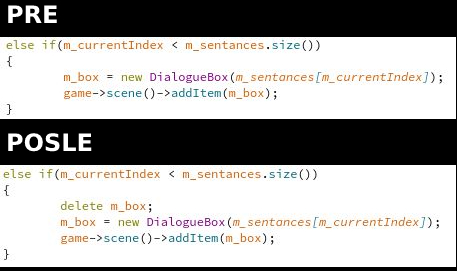 PRE
else if(m_currentIndex < m_sentances.size())
{
m_box = new DialogueBox(m_sentances[m_currentIndex]);
game->scene()->addItem(m_box);
}
POSLE
else if(m_currentIndex < m_sentances.size())
{
delete m_box;
m_box = new DialogueBox(m_sentances[m_currentIndex]);
game->scene()->addItem(m_box);
}